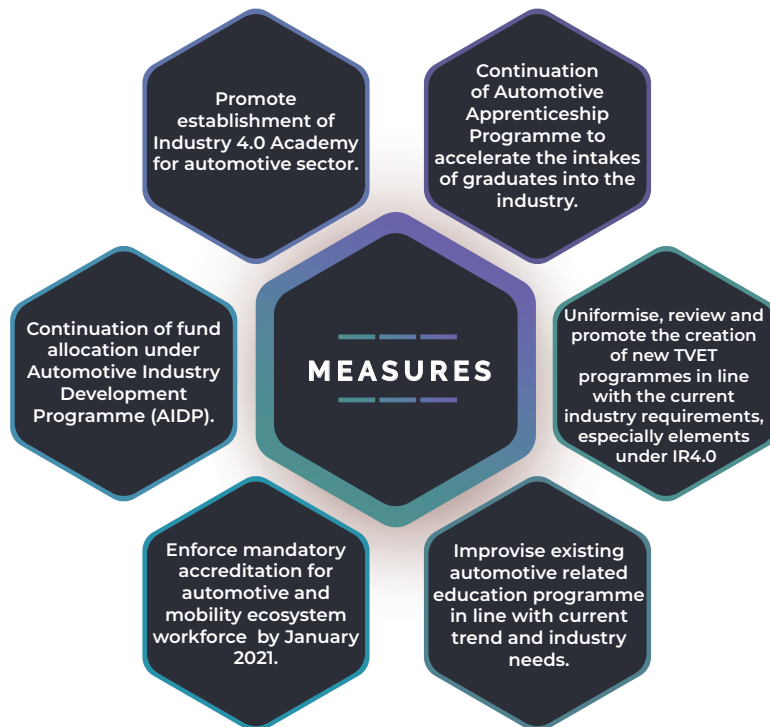 Promote
establishment of
Industry 4.0 Academy
for automotive sector.
Continuation
of Automotive
Apprenticeship
Programme to
accelerate the intakes
of graduates into the
industry.
Continuation of fund
allocation under
Automotive Industry
Development
Programme (AIDP).
MEASURES
Uniformise, review and
promote the creation
of new TVET
programmes in line
with the current
industry requirements,
especially elements
under IR4.0
Enforce mandatory
accreditation for
automotive and
mobility ecosystem
workforce by January
2021.
Improvise existing
automotive related
education programme
in line with current
trend and industry
needs.